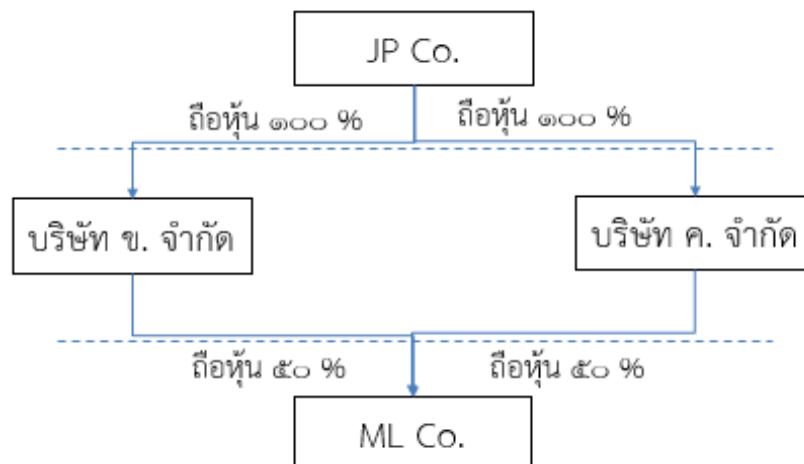 JP Co.
ถือหุ้น ๑๐๐ %
ถือหุ้น ๑๐๐ %
บริษัท ข. จำกัด
บริษัท ค. จำกัด
ถือหุ้น ๕๐ %
ถือหุ้น ๕๐ %
ML Co.